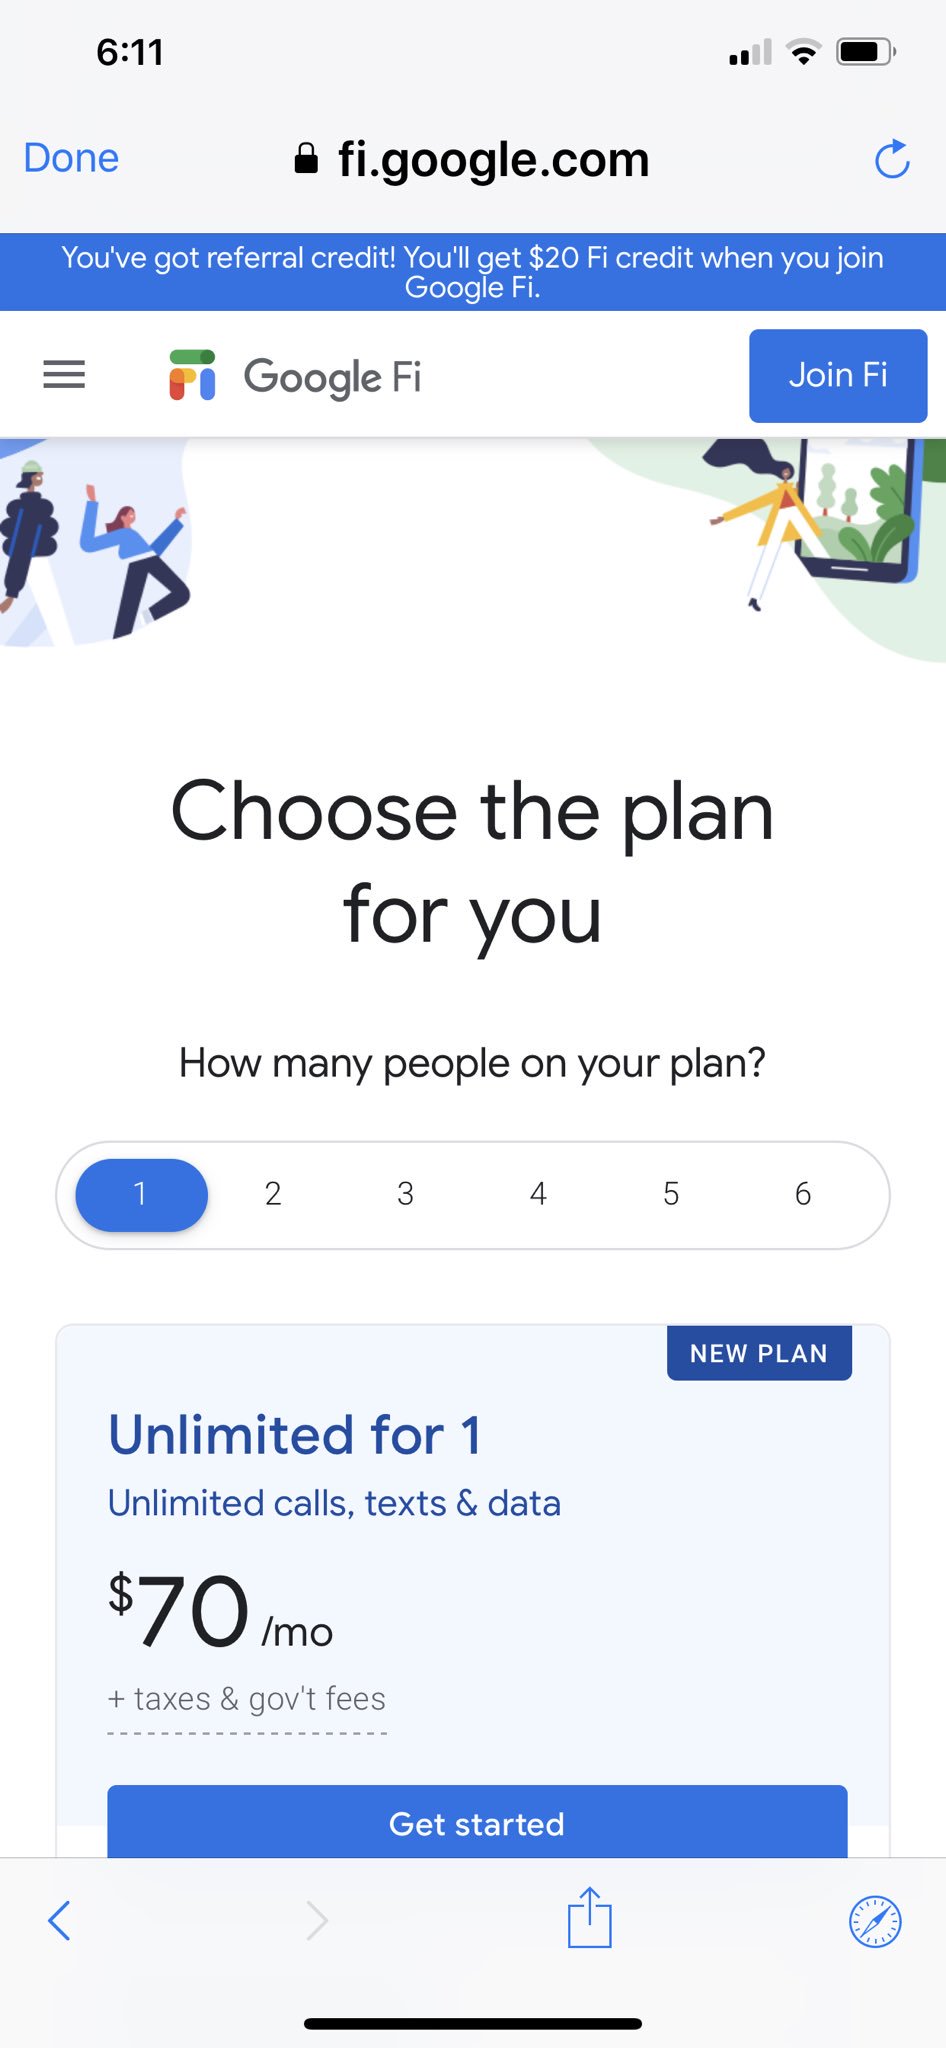 6:11
Done
fi.google.com
You've got referral credit! You'll get $20 Fi credit when you join
Google Fi.
Google Fi
Join Fi
Choose the plan
for you
How many people on your plan?
1 2 3 4 5 6
NEW PLAN
Unlimited for 1
Unlimited calls, texts & data
$70 /mo
+ taxes & gov't fees
Get started